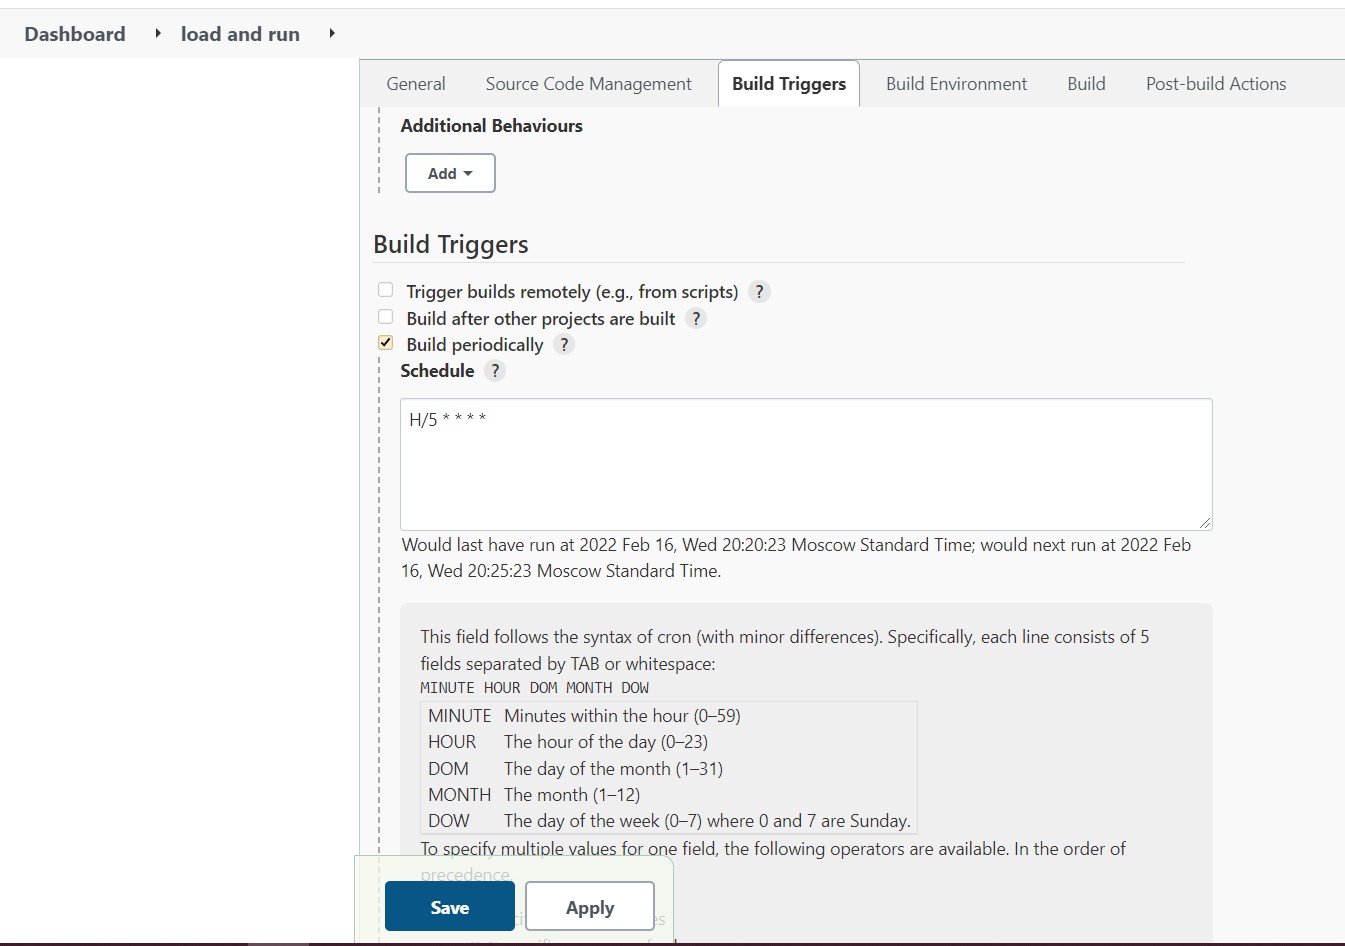 Dashboard load and run
General Source Code Management Build Triggers Build Environment Build Post-build Actions
Additional Behaviours
Add
Build Triggers
Trigger builds remotely (e.g., from scripts) ?
Build after other projects are built ?
Build periodically ?
Schedule ?
H/5 * * * *
Would last have run at 2022 Feb 16, Wed 20:20:23 Moscow Standard Time; would next run at 2022 Feb
16, Wed 20:25:23 Moscow Standard Time.
This field follows the syntax of cron (with minor differences). Specifically, each line consists of 5
fields separated by TAB or whitespace:
MINUTE HOUR DOM MONTH DOW
MINUTE Minutes within the hour (0–59)
HOUR The hour of the day (0–23)
DOM The day of the month (1–31)
MONTH The month (1–12)
DOW The day of the week (0–7) where 0 and 7 are Sunday.
To specify multiple values for one field, the following operators are available. In the order of
precedence,
Save Apply